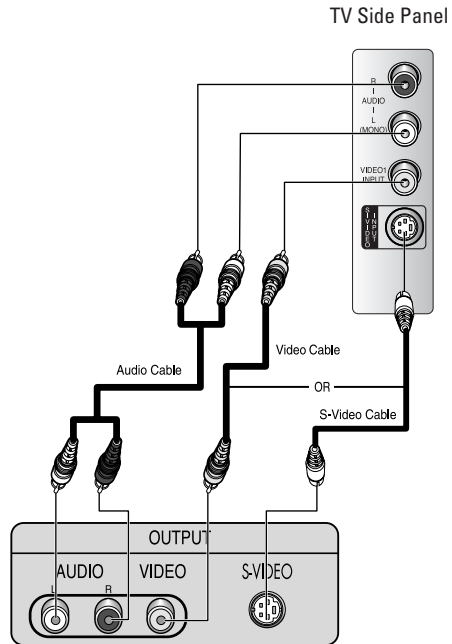 TV Side Panel
R
AUDIO
L
(MONO)
VIDEO1
INPUT
S-VIDEO
INPUT
Audio Cable
Video Cable
OR
S-Video Cable
OUTPUT
AUDIO
VIDEO
S-VIDEO
L
R